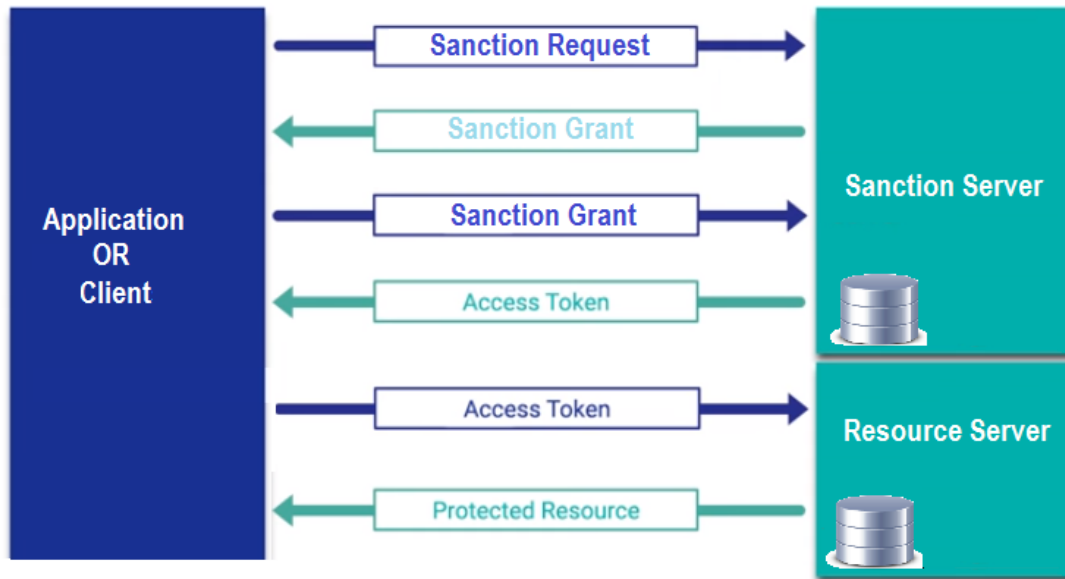 Sanction Request
Sanction Grant
Sanction Server
Application
OR
Client
Sanction Grant
Access Token
Access Token
Resource Server
Protected Resource